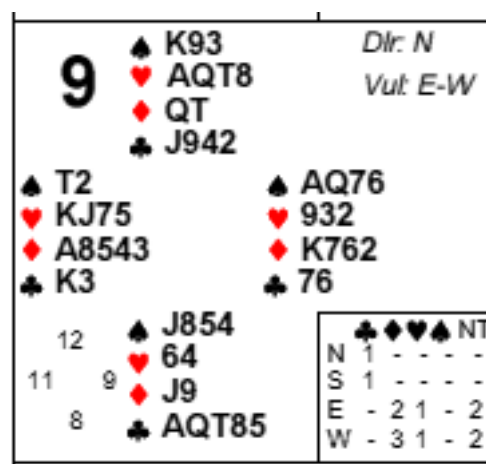 9
♠ K93
♥ AQT8
♦ QT
♣ J942
Dlr: N
Vul: E-W
♠ T2
♥ KJ75
♦ A8543
♣ K3
♠ AQ76
♥ 932
♦ K762
♣ 76
12
11 9
8
♠ J854
♥ 64
♦ J9
♣ AQT85
♣ ♦ ♥ ♠ NT
N 1 - - - -
S 1 - - - -
E - 2 1 - 2
W - 3 1 - 2